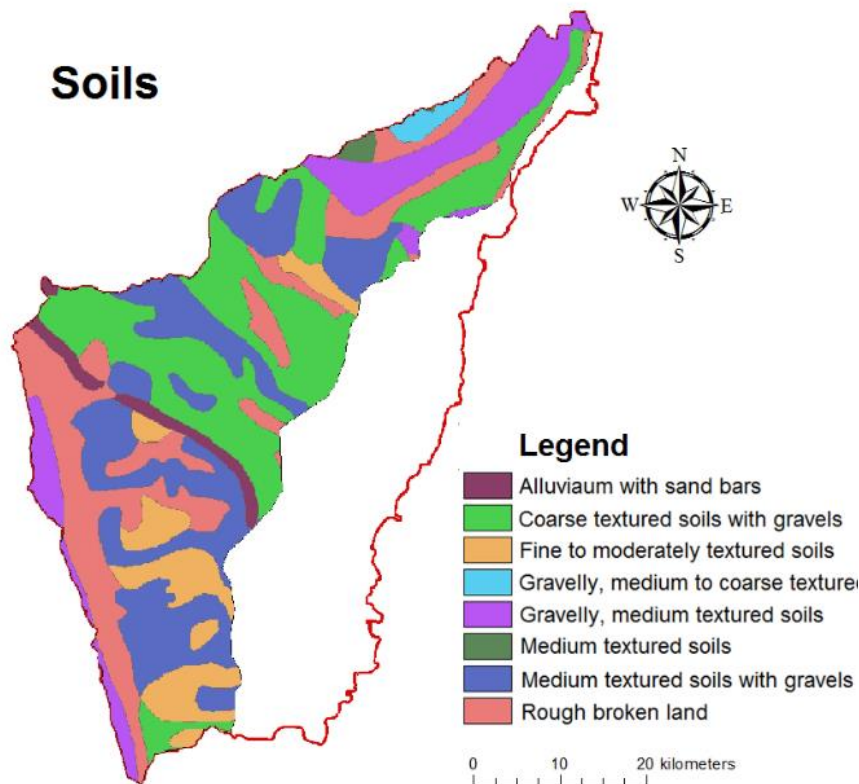 Soils
N
W E
S
Legend
Alluviaum with sand bars
Coarse textured soils with gravels
Fine to moderately textured soils
Gravelly, medium to coarse textured
Gravelly, medium textured soils
Medium textured soils
Medium textured soils with gravels
Rough broken land
0 10 20 kilometers